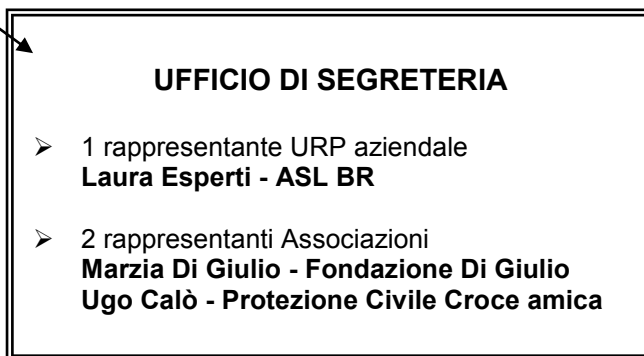 UFFICIO DI SEGRETERIA
➢ 1 rappresentante URP aziendale
Laura Esperti - ASL BR
➢ 2 rappresentanti Associazioni
Marzia Di Giulio - Fondazione Di Giulio
Ugo Calò - Protezione Civile Croce amica